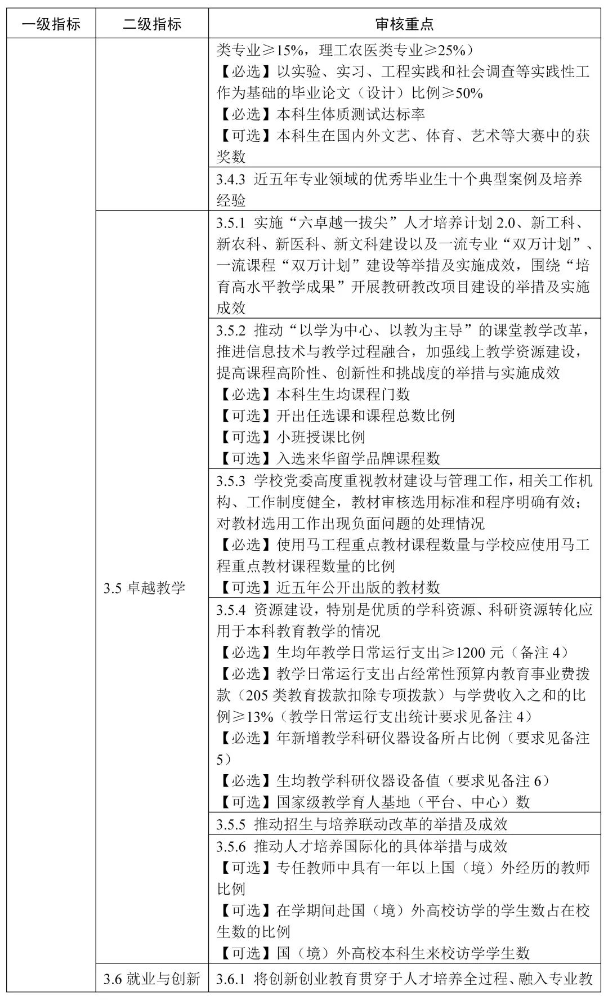 一级指标 二级指标 审核重点
类专业≥15%，理工农医类专业≥25%）
【必选】以实验、实习、工程实践和社会调查等实践性工
作为基础的毕业论文（设计）比例≥50%
【必选】本科生体质测试达标率
【可选】本科生在国内外文艺、体育、艺术等大赛中的获
奖数
3.4.3 近五年专业领域的优秀毕业生十个典型案例及培养
经验
3.5.1 实施“六卓越一拔尖”人才培养计划 2.0、新工科、
新农科、新医科、新文科建设以及一流专业“双万计划”、
一流课程“双万计划”建设等举措及实施成效，围绕“培
育高水平教学成果”开展教研教改项目建设的举措及实施
成效
3.5.2 推动“以学为中心、以教为主导”的课堂教学改革，
推进信息技术与教学过程融合，加强线上教学资源建设，
提高课程高阶性、创新性和挑战度的举措与实施成效
【必选】本科生生均课程门数
【可选】开出任选课和课程总数比例
【可选】小班授课比例
【可选】入选来华留学品牌课程数
3.5.3 学校党委高度重视教材建设与管理工作，相关工作机
构、工作制度健全，教材审核选用标准和程序明确有效；
对教材选用工作出现负面问题的处理情况
【必选】使用马工程重点教材课程数量与学校应使用马工
程重点教材课程数量的比例
3.5 卓越教学
【可选】近五年公开出版的教材数
3.5.4 资源建设，特别是优质的学科资源、科研资源转化应
用于本科教育教学的情况
【必选】生均年教学日常运行支出≥1200 元（备注 4）
【必选】教学日常运行支出占经常性预算内教育事业费拨
款（205 类教育拨款扣除专项拨款）与学费收入之和的比
例≥13%（教学日常运行支出统计要求见备注 4）
【必选】年新增教学科研仪器设备所占比例（要求见备注
5）
【必选】生均教学科研仪器设备值（要求见备注 6）
【可选】国家级教学育人基地（平台、中心）数
3.5.5 推动招生与培养联动改革的举措及成效
3.5.6 推动人才培养国际化的具体举措与成效
【可选】专任教师中具有一年以上国（境）外经历的教师
比例
【可选】在学期间赴国（境）外高校访学的学生数占在校
生数的比例
【可选】国（境）外高校本科生来校访学学生数
3.6 就业与创新 3.6.1 将创新创业教育贯穿于人才培养全过程、融入专业教